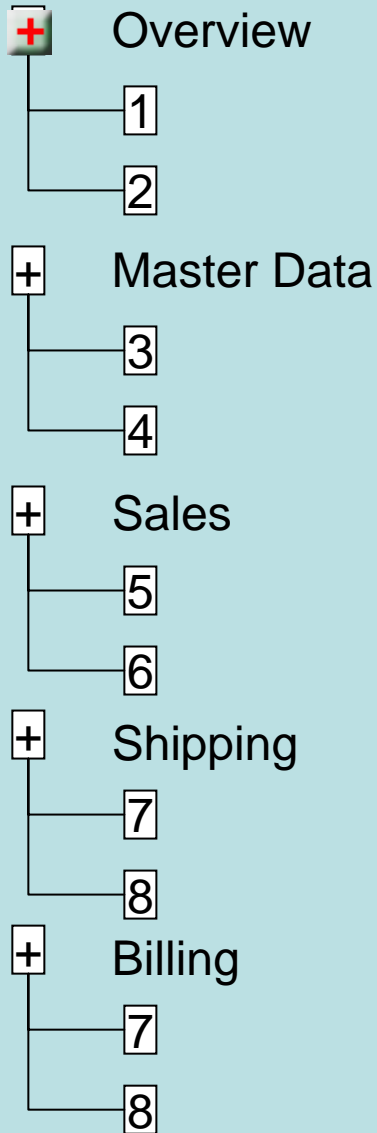 + Overview
1
2
+ Master Data
3
4
+ Sales
5
6
+ Shipping
7
8
+ Billing
7
8